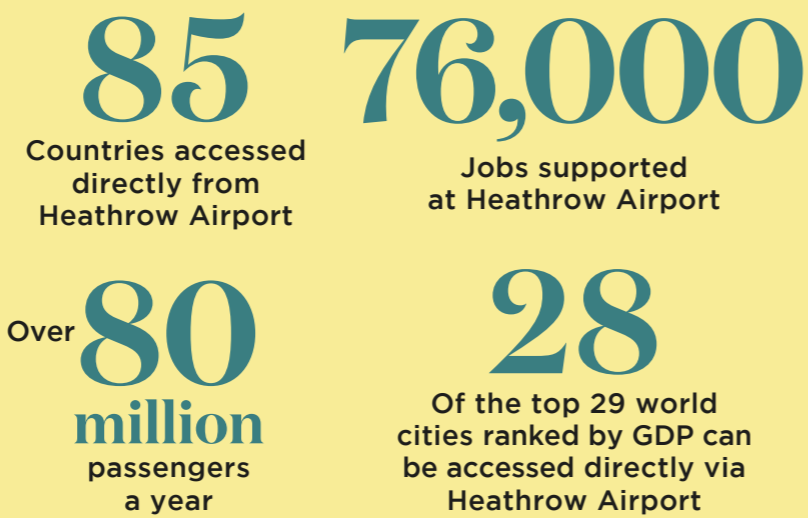 85
Countries accessed
directly from
Heathrow Airport
76,000
Jobs supported
at Heathrow Airport
Over 80
million
passengers
a year
28
Of the top 29 world
cities ranked by GDP can
be accessed directly via
Heathrow Airport